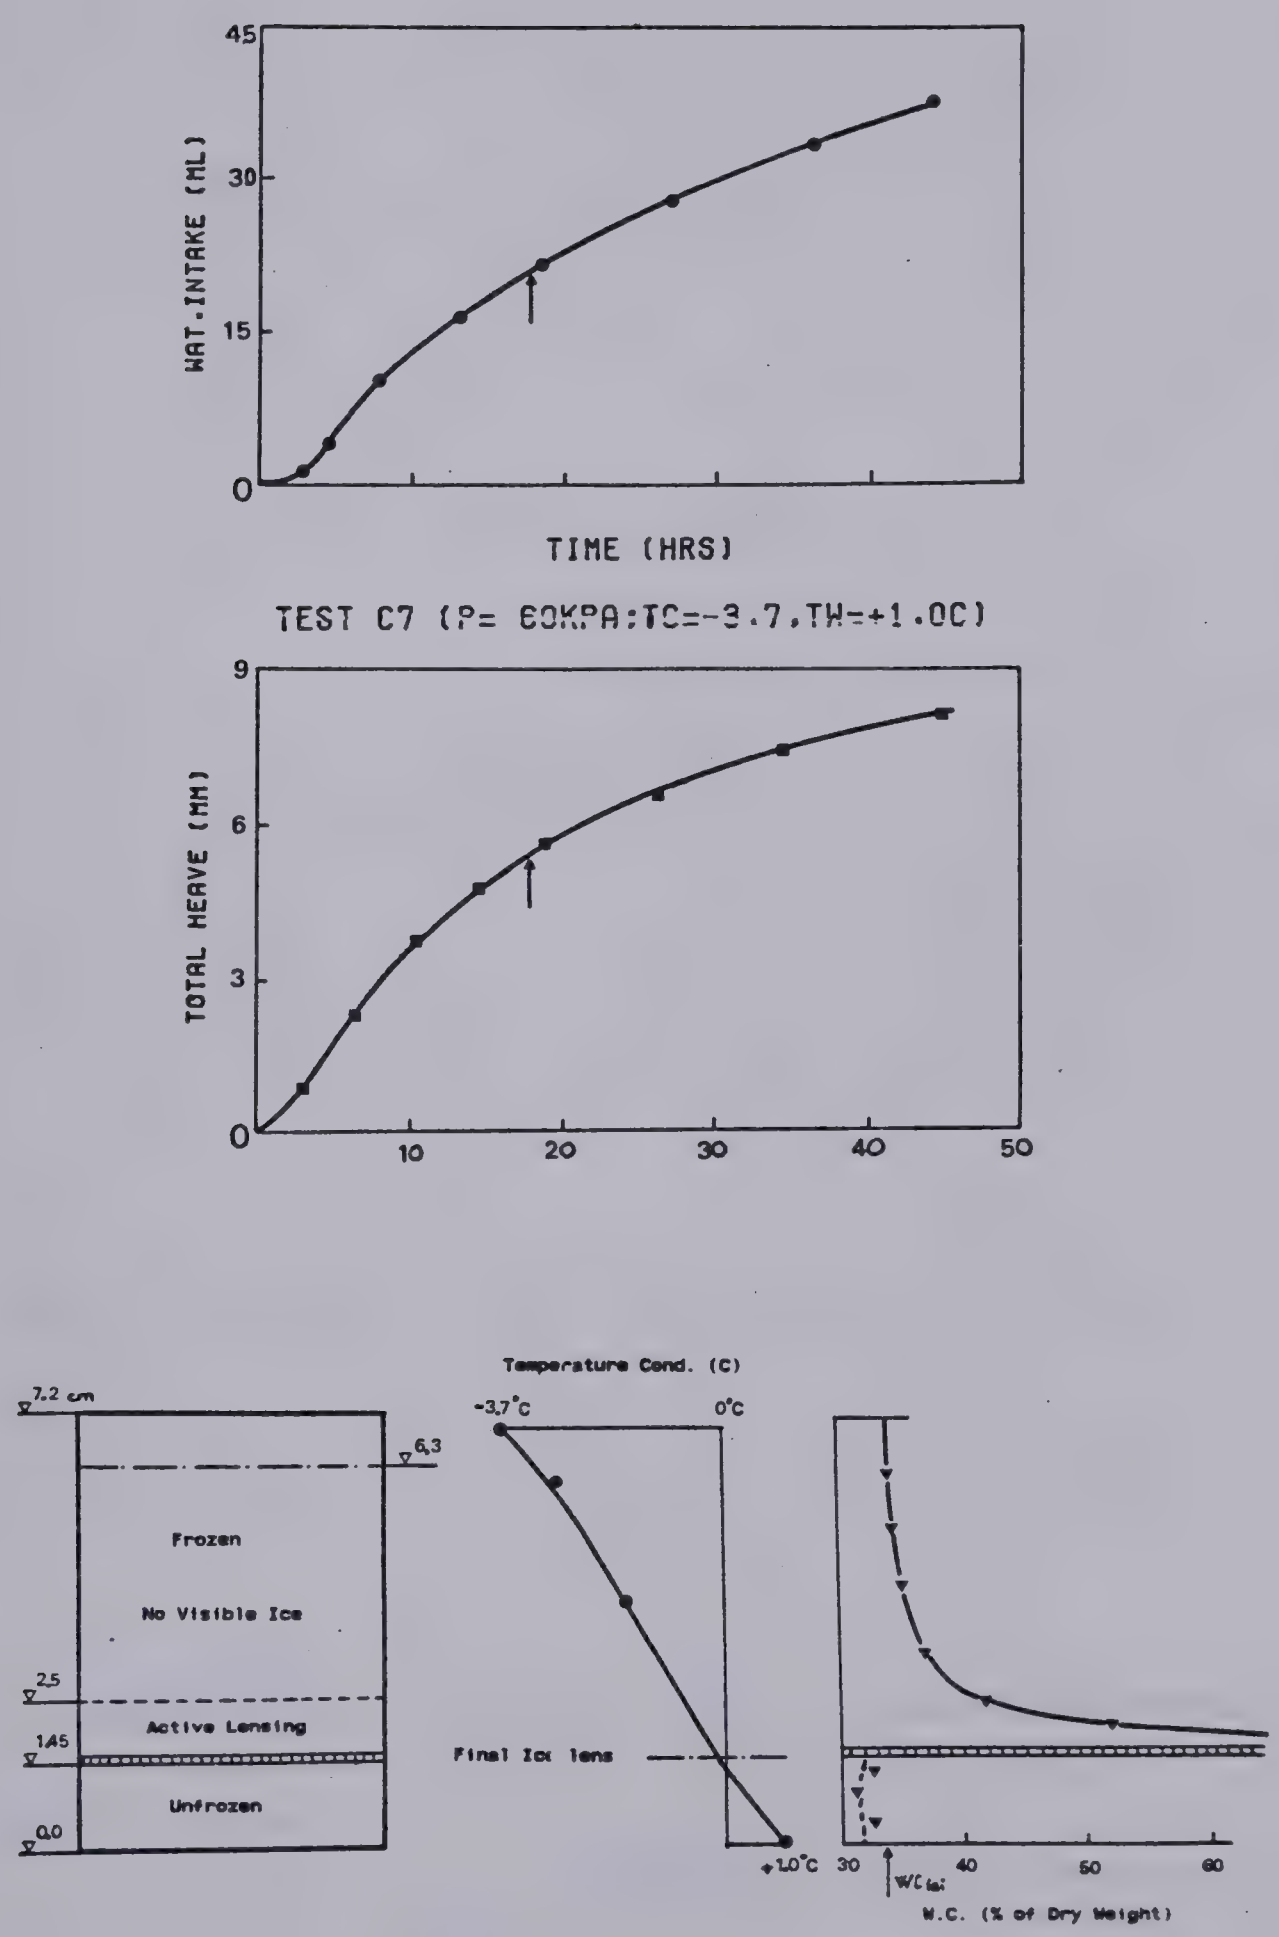 45
30
15
0
WAT.INTAKE (ML)
TIME (HRS)
TEST C7 (P= 60KPA:TC=-3.7,TW=+1.0C)
9
6
3
0
TOTAL HEAVE (MM)
10 20 30 40 50
Temperature Cond. (C)
7.2 cm
-3.7°C 0°C
6.3
Frozen
No Visible Ice
2.5
Active Lensing
1.45
Final Ice lens
Unfrozen
0.0
+1.0°C
30 40 50 60
W.C. (% of Dry Weight)